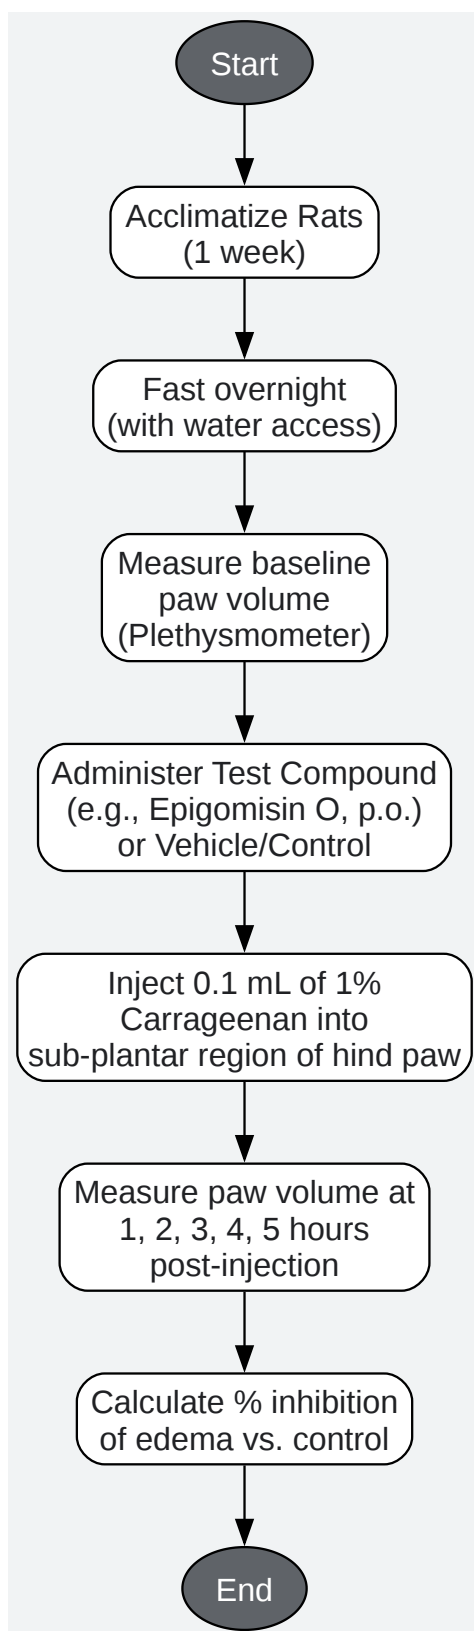 Start
Acclimatize Rats
(1 week)
Fast overnight
(with water access)
Measure baseline
paw volume
(Plethysmometer)
Administer Test Compound
(e.g., Epigomisin O, p.o.)
or Vehicle/Control
Inject 0.1 mL of 1%
Carrageenan into
sub-plantar region of hind paw
Measure paw volume at
1, 2, 3, 4, 5 hours
post-injection
Calculate % inhibition
of edema vs. control
End